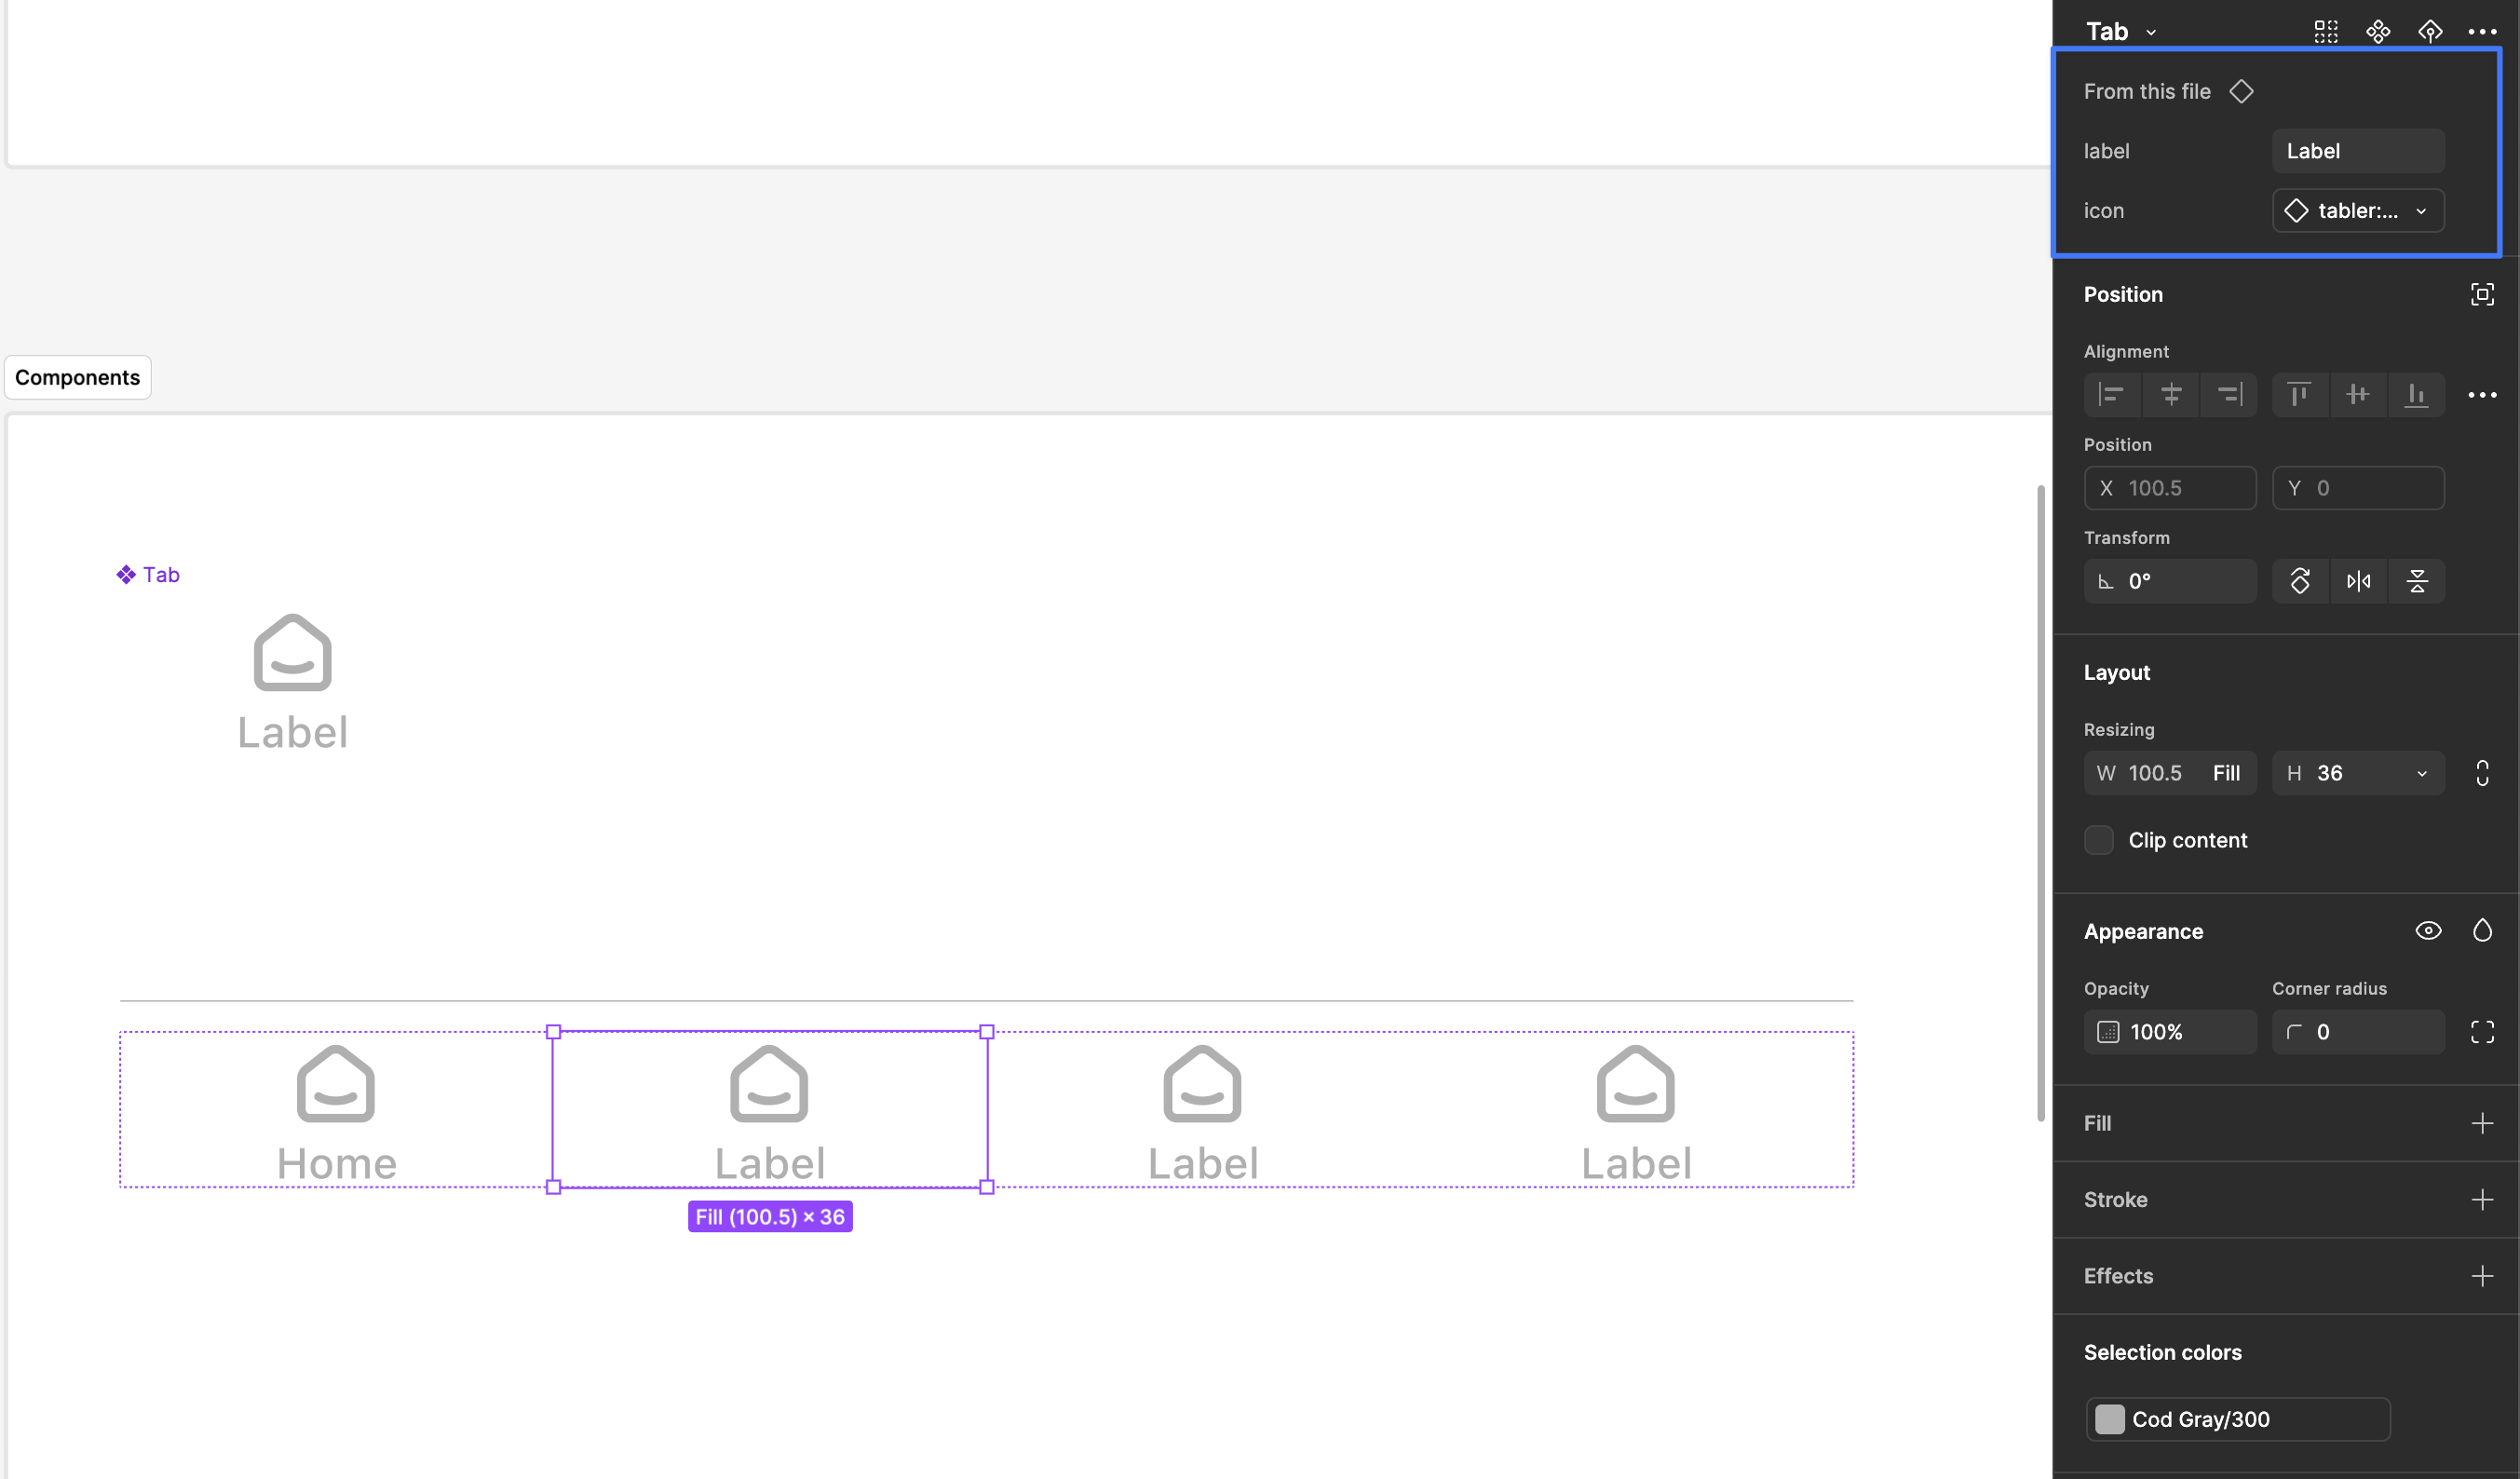 Tab
From this file
label Label
icon tabler:...
Position
Alignment
Position
X 100.5 Y 0
Transform
0°
Layout
Resizing
W 100.5 Fill H 36
Clip content
Appearance
Opacity Corner radius
100% 0
Fill
Stroke
Effects
Selection colors
Cod Gray/300
Components
Tab
Label
Home Label Label Label
Fill (100.5) × 36